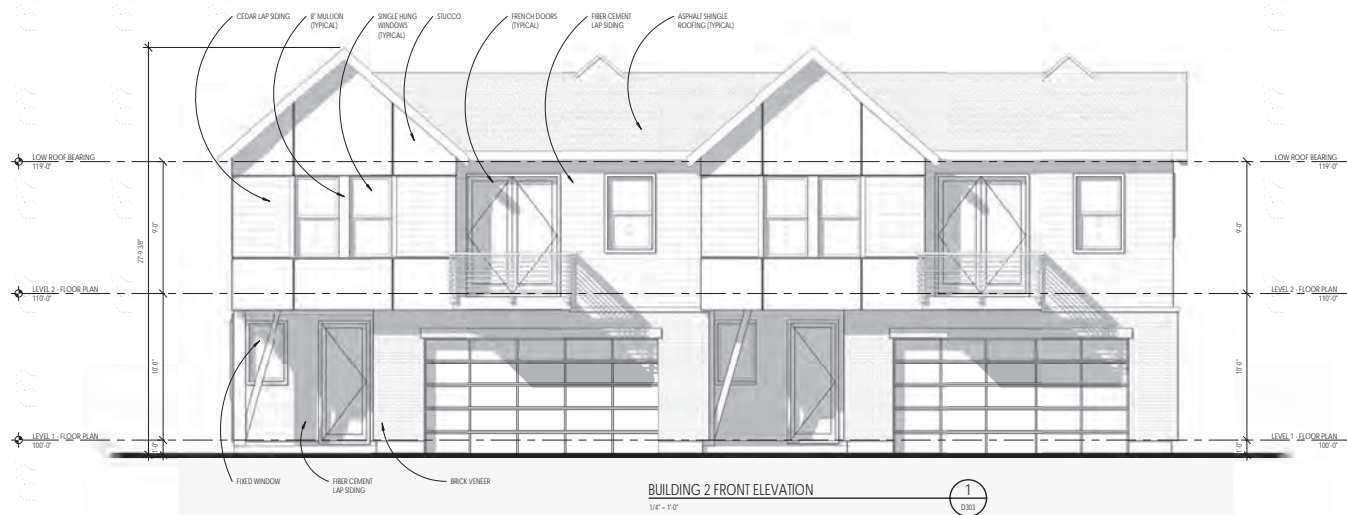 CEDAR LAP SIDING
8" MULLION
(TYPICAL)
SINGLE HUNG
WINDOWS
(TYPICAL)
STUCCO
FRENCH DOORS
(TYPICAL)
FIBER CEMENT
LAP SIDING
ASPHALT SHINGLE
ROOFING (TYPICAL)
LOW ROOF BEARING
119'-0"
LOW ROOF BEARING
119'-0"
27'-9 3/8"
9'-0"
9'-0"
LEVEL 2 - FLOOR PLAN
110'-0"
LEVEL 2 - FLOOR PLAN
110'-0"
10'-0"
10'-0"
LEVEL 1 - FLOOR PLAN
100'-0"
LEVEL 1 - FLOOR PLAN
100'-0"
1'-0"
1'-0"
FIXED WINDOW
FIBER CEMENT
LAP SIDING
BRICK VENEER
BUILDING 2 FRONT ELEVATION
1/4" = 1'-0"
1
D303